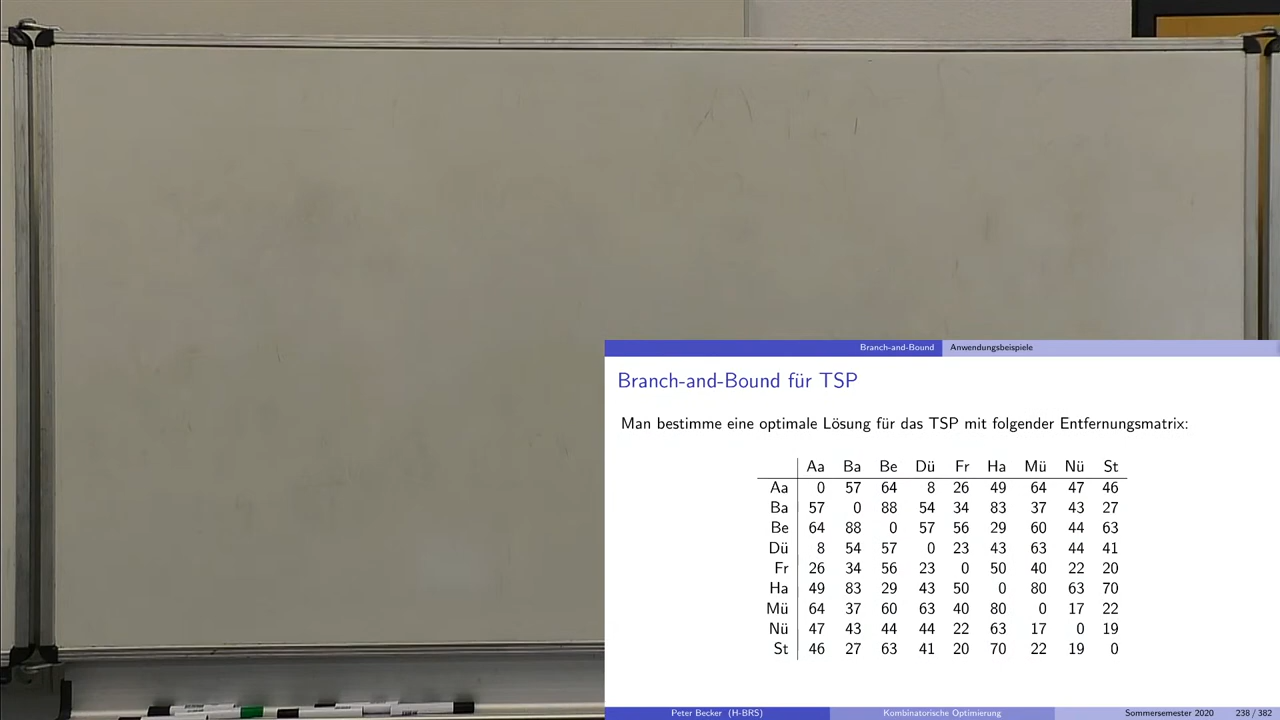 Branch-and-Bound Anwendungsbeispiele
Branch-and-Bound für TSP
Man bestimme eine optimale Lösung für das TSP mit folgender Entfernungsmatrix:
Aa Ba Be Dü Fr Ha Mü Nü St
Aa 0 57 64 8 26 49 64 47 46
Ba 57 0 88 54 34 83 37 43 27
Be 64 88 0 57 56 29 60 44 63
Dü 8 54 57 0 23 43 63 44 41
Fr 26 34 56 23 0 50 40 22 20
Ha 49 83 29 43 50 0 80 63 70
Mü 64 37 60 63 40 80 0 17 22
Nü 47 43 44 44 22 63 17 0 19
St 46 27 63 41 20 70 22 19 0
Peter Becker (H-BRS) Kombinatorische Optimierung Sommersemester 2020 238 / 382